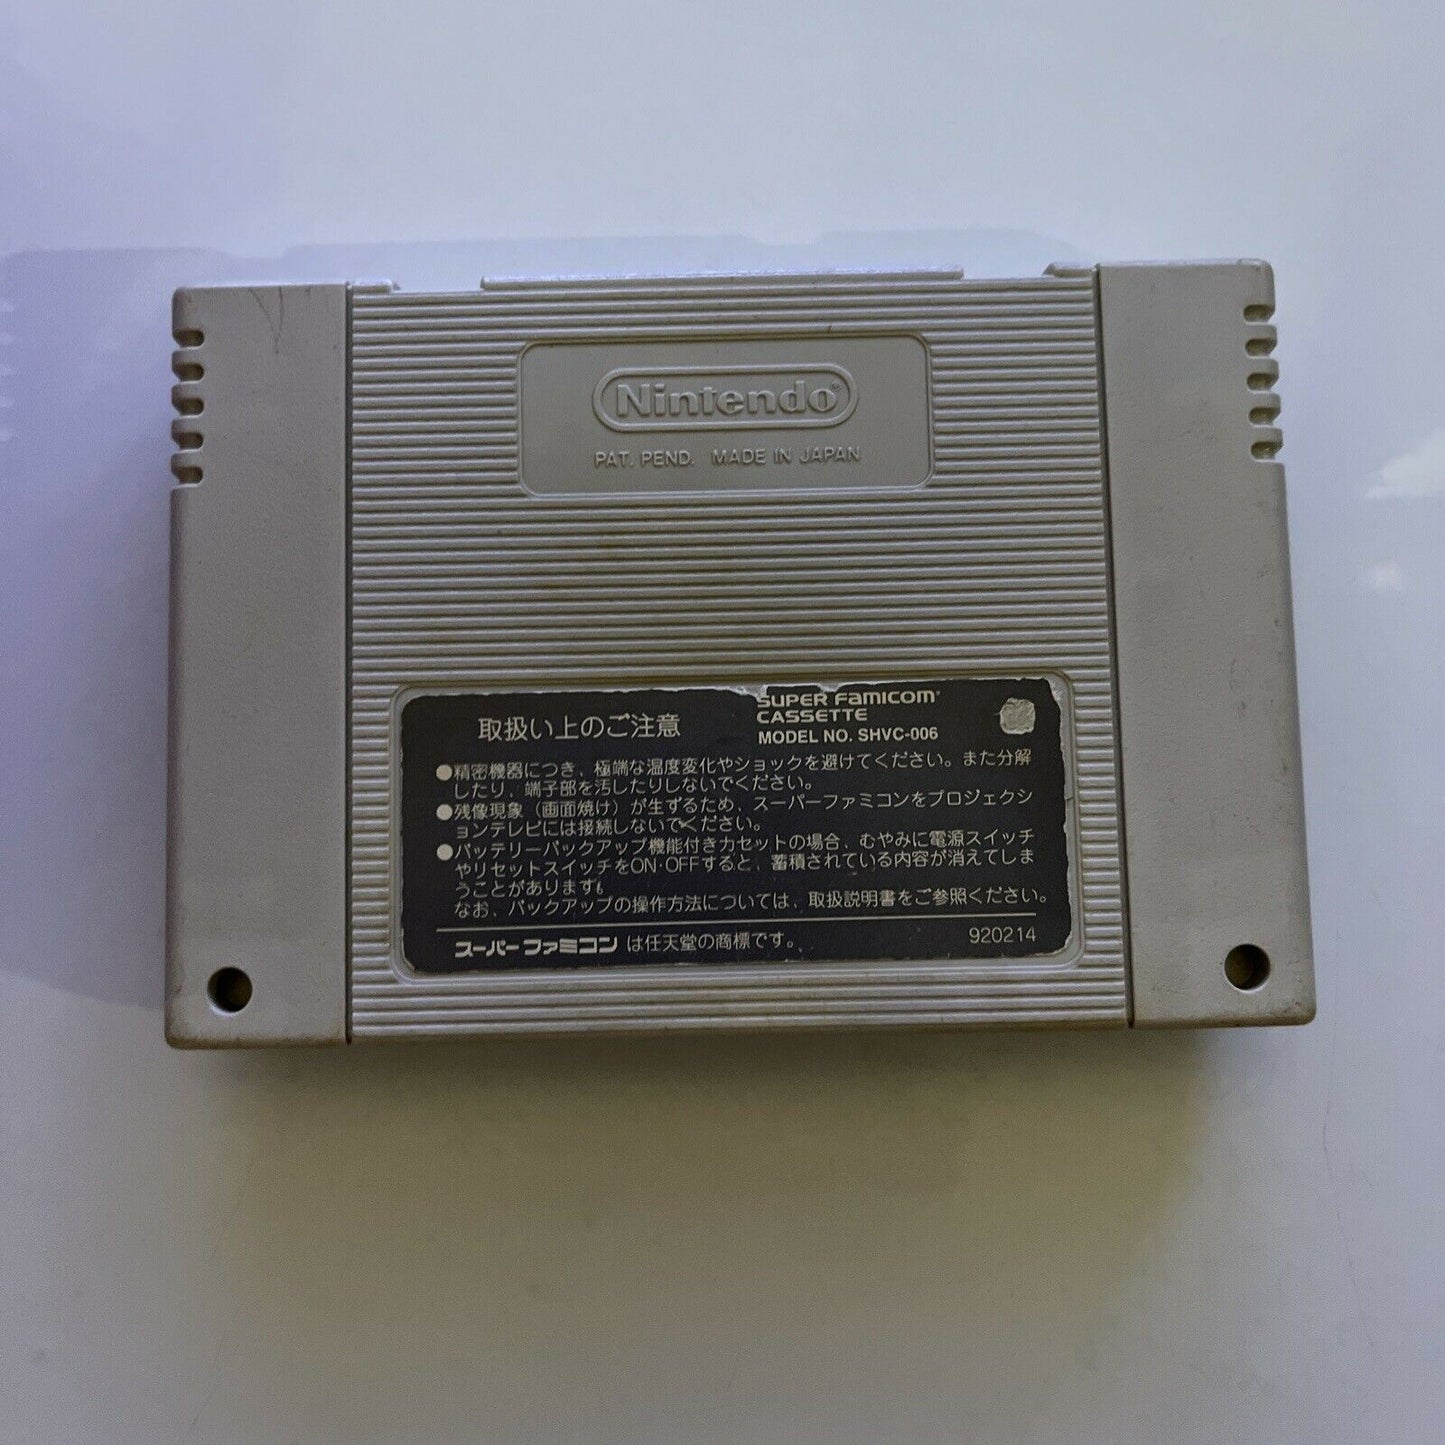 Nintendo®
PAT. PEND. MADE IN JAPAN
取扱い上のご注意
SUPER FAMICOM
CASSETTE
MODEL NO. SHVC-006
●精密機器につき、極端な温度変化やショックを避けてください。また分解
したり、端子部を汚したりしないでください。
●残像現象（画面焼け）が生ずるため、スーパーファミコンをプロジェクシ
ョンテレビには接続しないでください。
●バッテリーバックアップ機能付きカセットの場合、むやみに電源スイッチ
やリセットスイッチをON・OFFすると、蓄積されている内容が消えてしま
うことがあります。
なお、バックアップの操作方法については、取扱説明書をご参照ください。
スーパーファミコン は任天堂の商標です。
920214